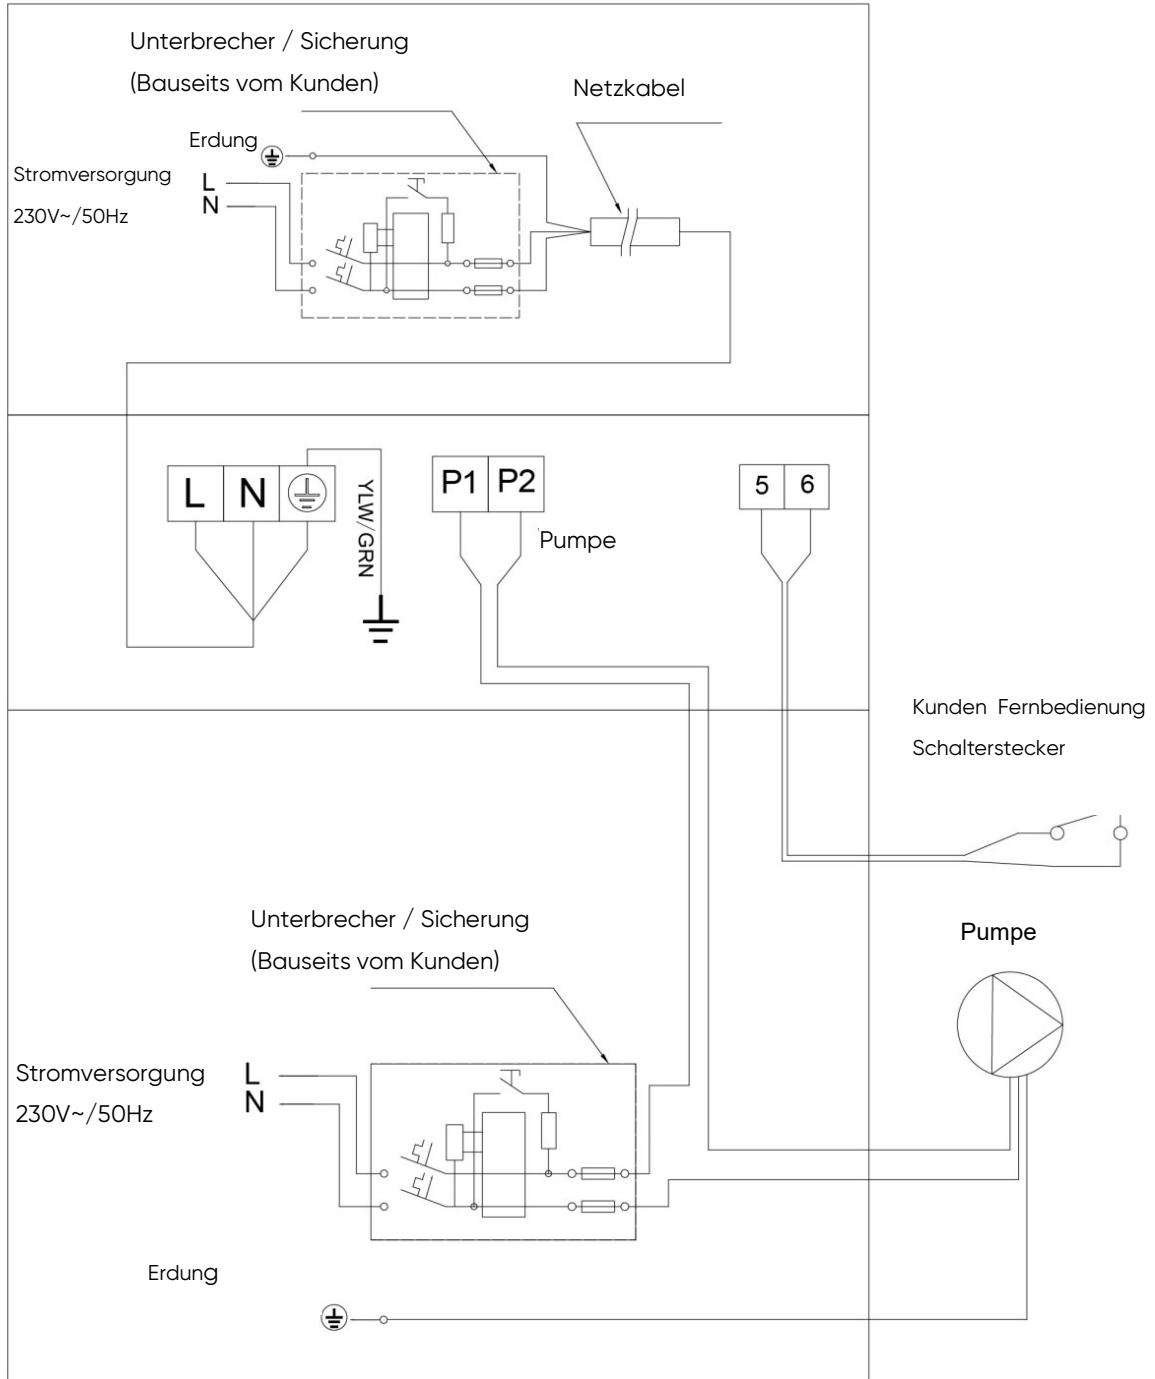 Unterbrecher / Sicherung
(Bauseits vom Kunden)
Netzkabel
Erdung
Stromversorgung
L
N
230V~/50Hz
L N
P1 P2
5 6
YLW/GRN
Pumpe
Kunden Fernbedienung
Schalterstecker
Unterbrecher / Sicherung
(Bauseits vom Kunden)
Pumpe
Stromversorgung
L
N
230V~/50Hz
Erdung